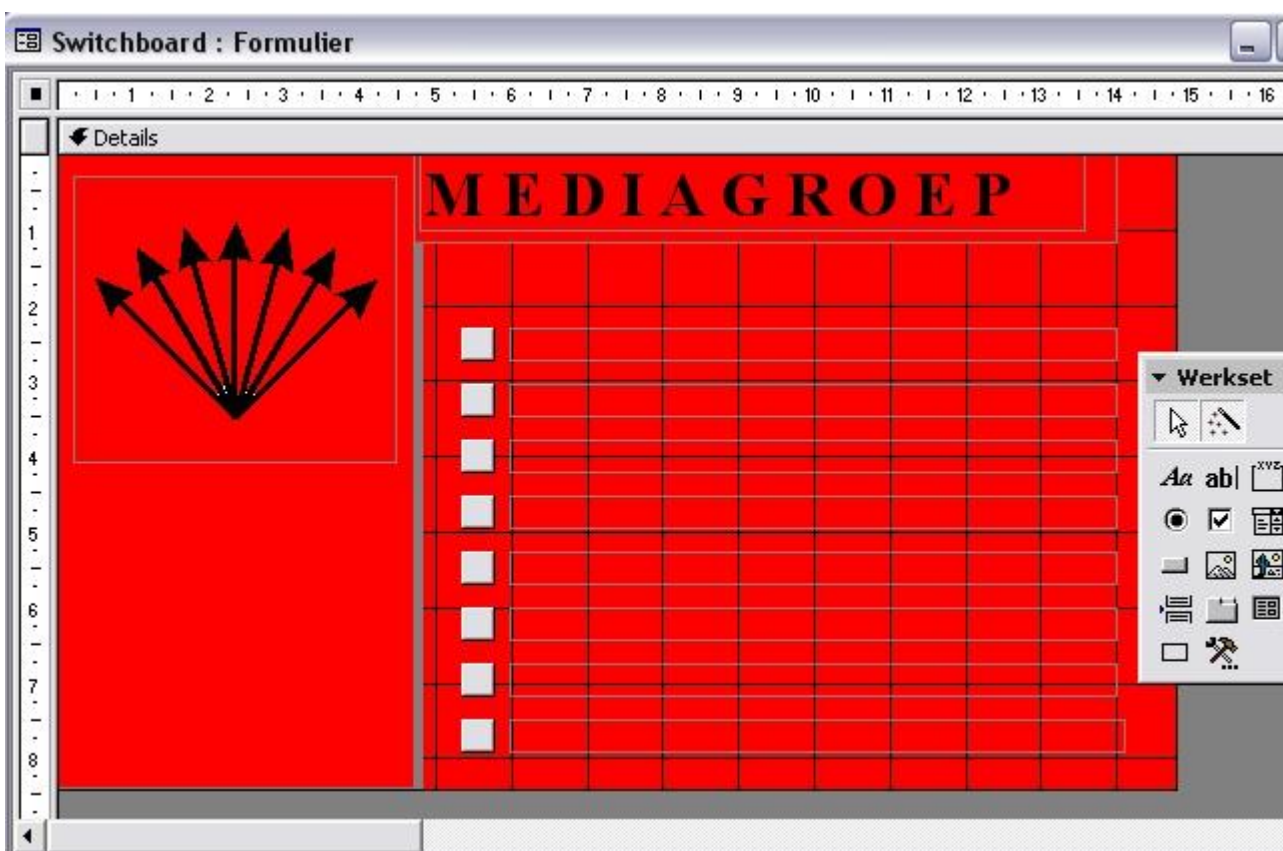 Switchboard : Formulier
1 2 3 4 5 6 7 8 9 10 11 12 13 14 15 16
Details
MEDIAGROEP
1
2
3
4
5
6
7
8
Werkset
Aa ab| XYZ